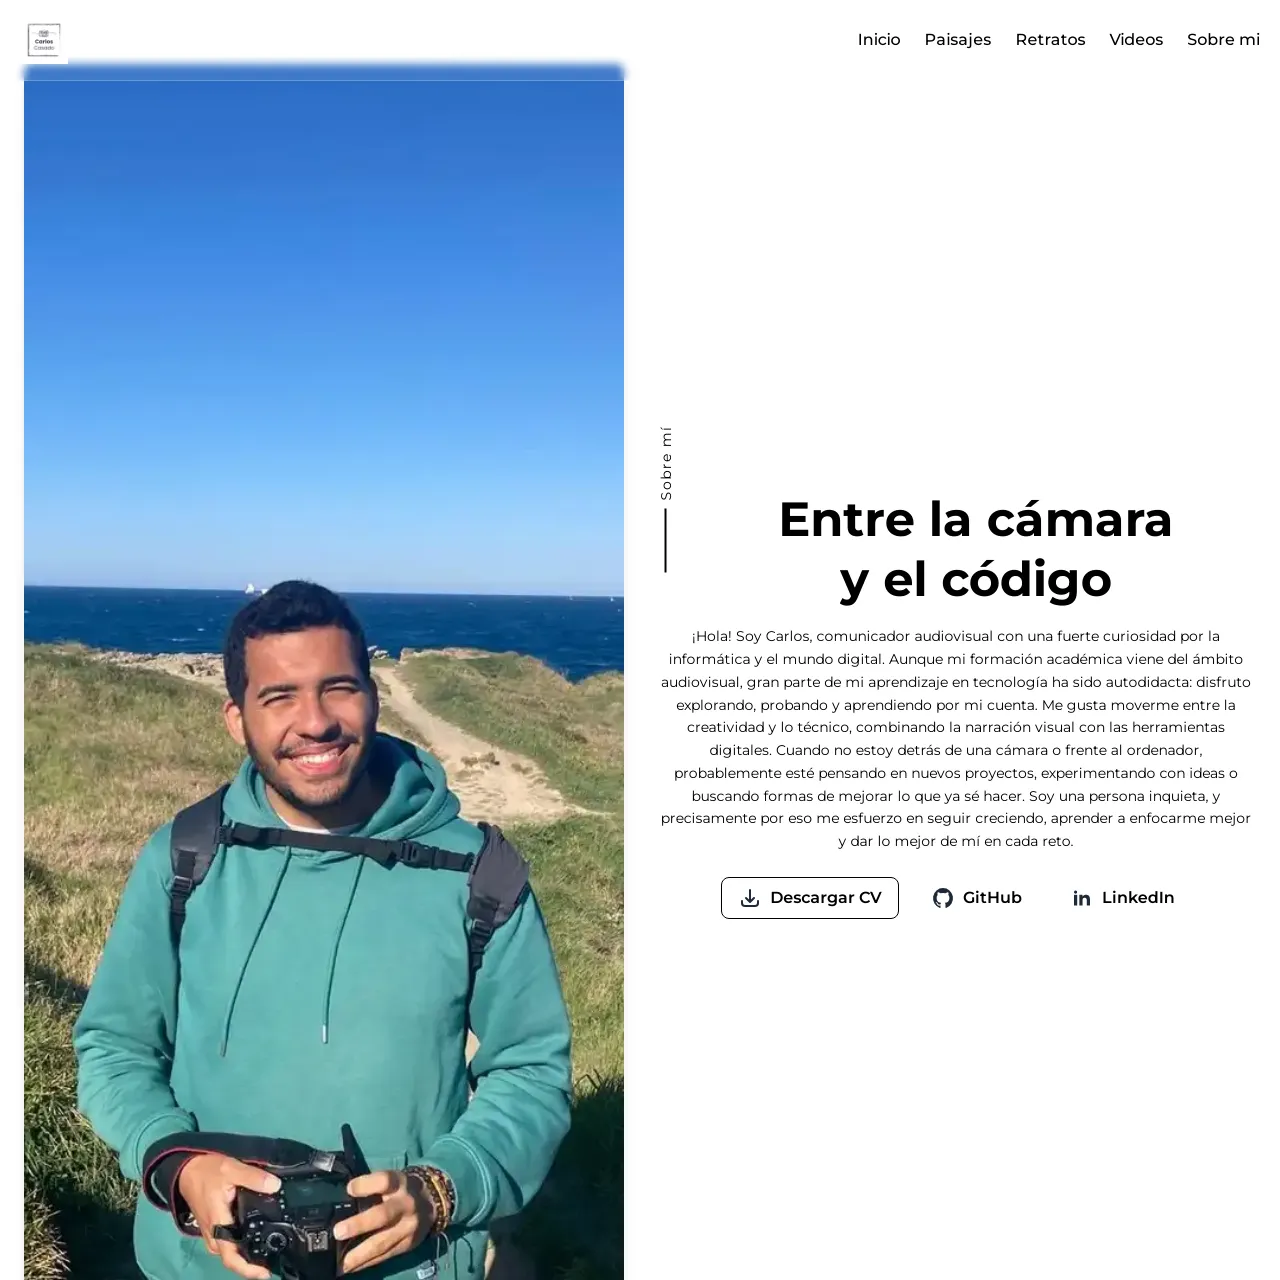 Carlos
Inicio Paisajes Retratos Videos Sobre mi
Sobre mí
Entre la cámara
y el código
¡Hola! Soy Carlos, comunicador audiovisual con una fuerte curiosidad por la
informática y el mundo digital. Aunque mi formación académica viene del ámbito
audiovisual, gran parte de mi aprendizaje en tecnología ha sido autodidacta: disfruto
explorando, probando y aprendiendo por mi cuenta. Me gusta moverme entre la
creatividad y lo técnico, combinando la narración visual con las herramientas
digitales. Cuando no estoy detrás de una cámara o frente al ordenador,
probablemente esté pensando en nuevos proyectos, experimentando con ideas o
buscando formas de mejorar lo que ya sé hacer. Soy una persona inquieta, y
precisamente por eso me esfuerzo en seguir creciendo, aprender a enfocarme mejor
y dar lo mejor de mí en cada reto.
Descargar CV GitHub LinkedIn